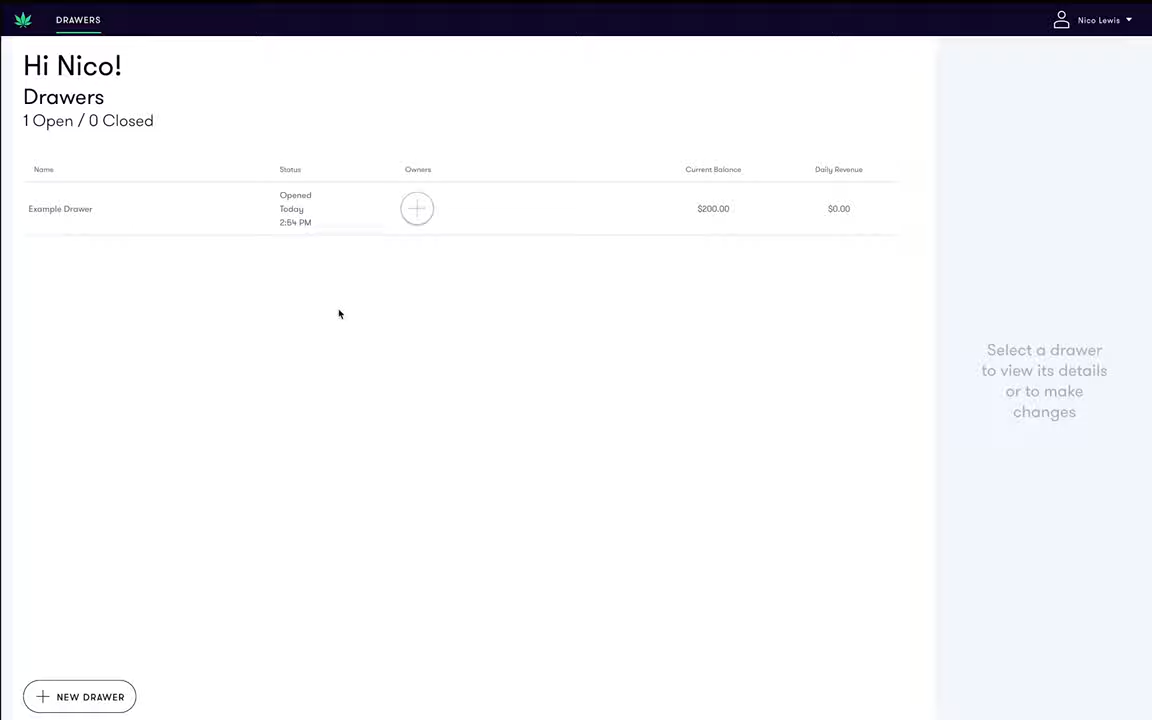 DRAWERS
Nico Lewis
Hi Nico!
Drawers
1 Open / 0 Closed
Name Status Owners Current Balance Daily Revenue
Example Drawer
Opened
Today
2:54 PM
$200.00
$0.00
Select a drawer
to view its details
or to make
changes
NEW DRAWER